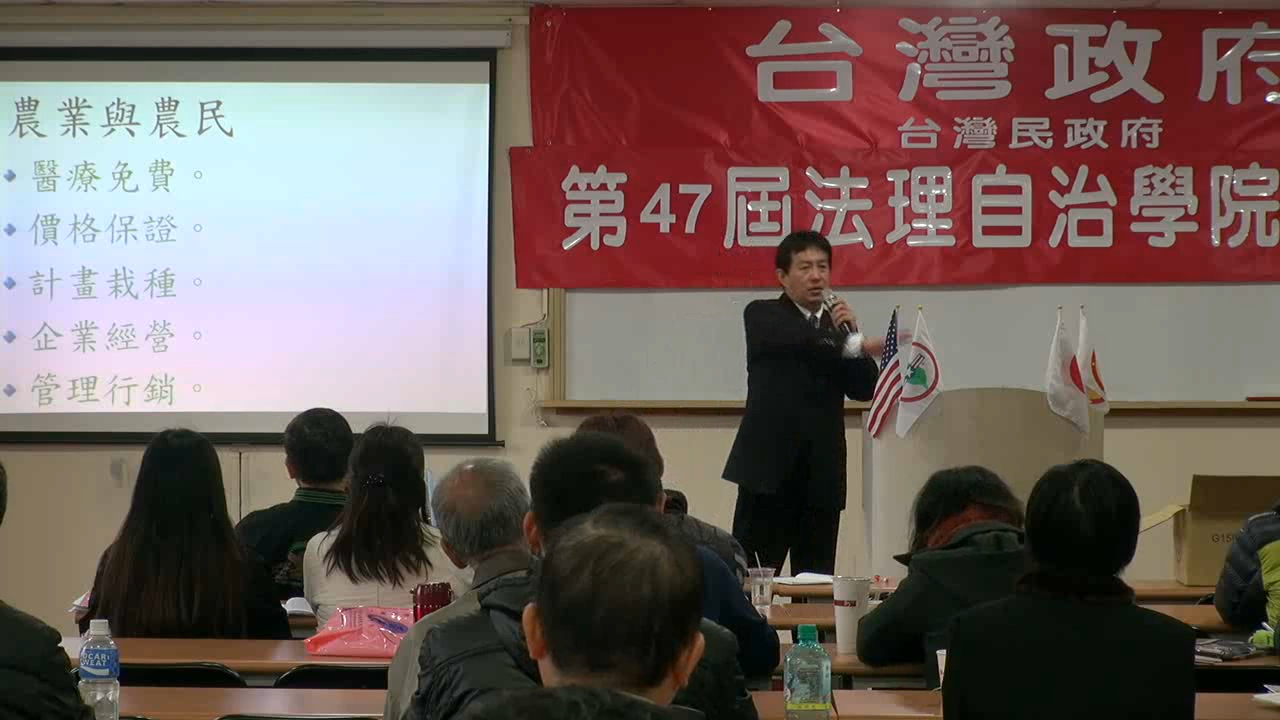 農業與農民
醫療免費。
價格保證。
計畫栽種。
企業經營。
管理行銷。
台灣政府
台灣民政府
第47屆法理自治學院